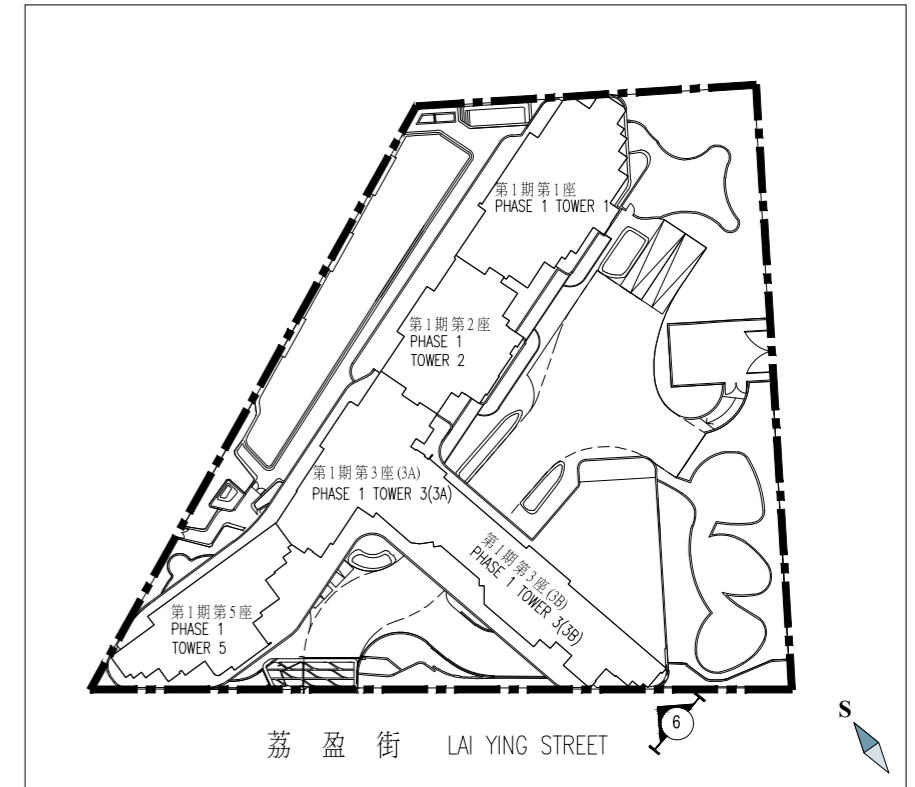 第1期第1座
PHASE 1 TOWER 1
第1期第2座
PHASE 1
TOWER 2
第1期第3座(3A)
PHASE 1 TOWER 3(3A)
第1期第3座(3B)
PHASE 1 TOWER 3(3B)
第1期第5座
PHASE 1
TOWER 5
6
S
荔盈街 LAI YING STREET